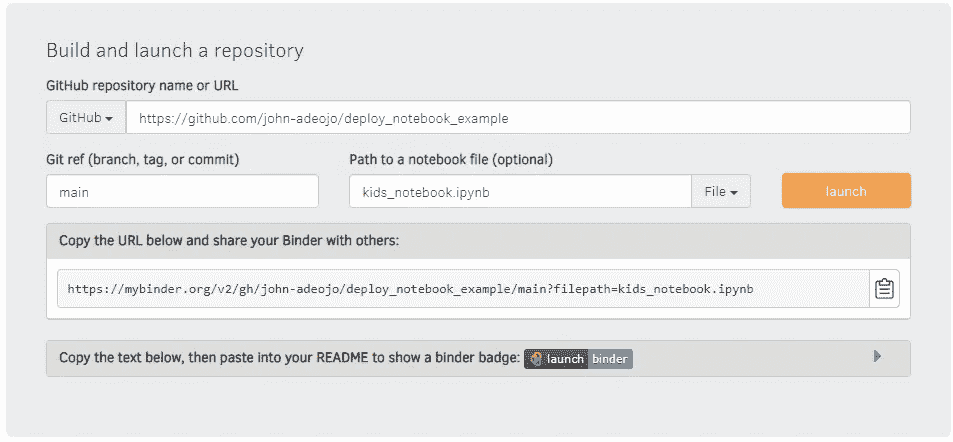 Build and launch a repository
GitHub repository name or URL
GitHub https://github.com/john-adeojo/deploy_notebook_example
Git ref (branch, tag, or commit) Path to a notebook file (optional)
main kids_notebook.ipynb File launch
Copy the URL below and share your Binder with others:
https://mybinder.org/v2/gh/john-adeojo/deploy_notebook_example/main?filepath=kids_notebook.ipynb
Copy the text below, then paste into your README to show a binder badge: launch binder